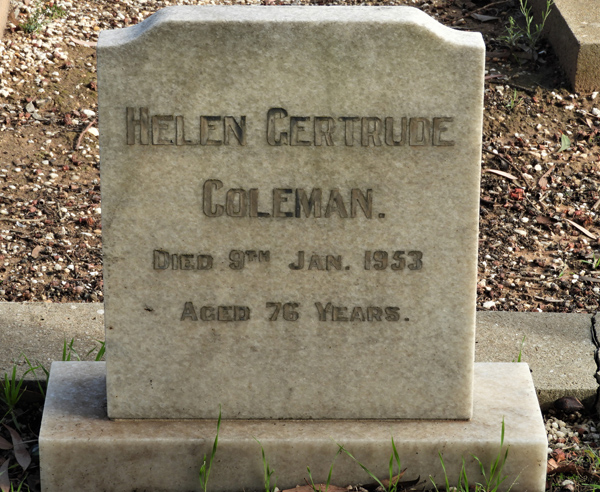 Helen Gertrude
Coleman.
Died 9th Jan. 1953
Aged 76 Years.